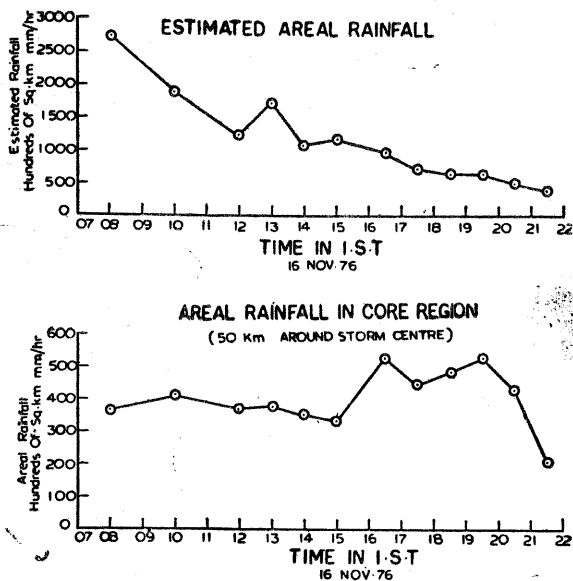 ESTIMATED AREAL RAINFALL
Estimated Rainfall
Hundreds Of Sq.km mm/hr
3000
2500
2000
1500
1000
500
0
07 08 09 10 11 12 13 14 15 16 17 18 19 20 21 22
TIME IN I.S.T
16 NOV.76
AREAL RAINFALL IN CORE REGION
(50 Km AROUND STORM CENTRE)
Areal Rainfall
Hundreds Of Sq.km mm/hr
600
500
400
300
200
100
0
07 08 09 10 11 12 13 14 15 16 17 18 19 20 21 22
TIME IN I.S.T
16 NOV.76